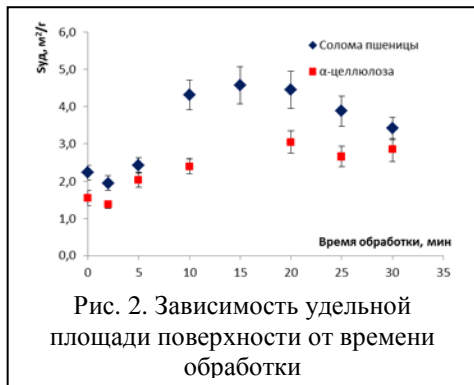 Sуд, м²/г
6,0
5,0
4,0
3,0
2,0
1,0
0,0
Солома пшеницы
α-целлюлоза
Время обработки, мин
0
5
10
15
20
25
30
35
Рис. 2. Зависимость удельной
площади поверхности от времени
обработки